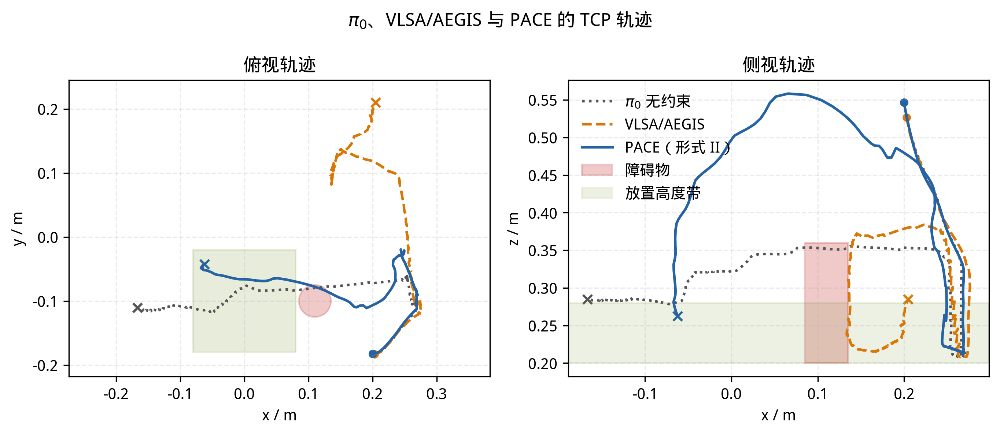 π0、VLSA/AEGIS 与 PACE 的 TCP 轨迹
俯视轨迹
0.2
0.1
0.0
-0.1
-0.2
y / m
-0.2
-0.1
0.0
0.1
0.2
0.3
x / m
侧视轨迹
π0 无约束
VLSA/AEGIS
PACE（形式 II）
障碍物
放置高度带
0.55
0.50
0.45
0.40
0.35
0.30
0.25
0.20
z / m
-0.1
0.0
0.1
0.2
x / m